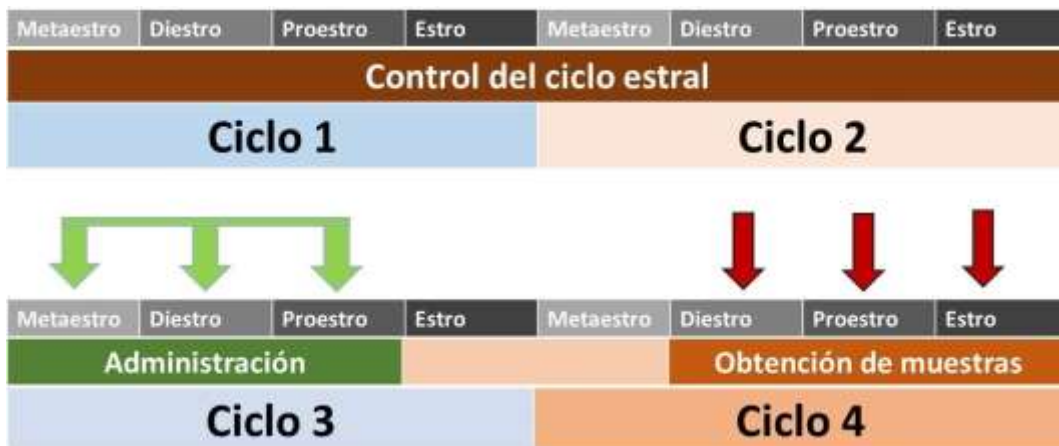 Metaestro Diestro Proestro Estro Metaestro Diestro Proestro Estro
Control del ciclo estral
Ciclo 1 Ciclo 2
Metaestro Diestro Proestro Estro Metaestro Diestro Proestro Estro
Administración Obtención de muestras
Ciclo 3 Ciclo 4